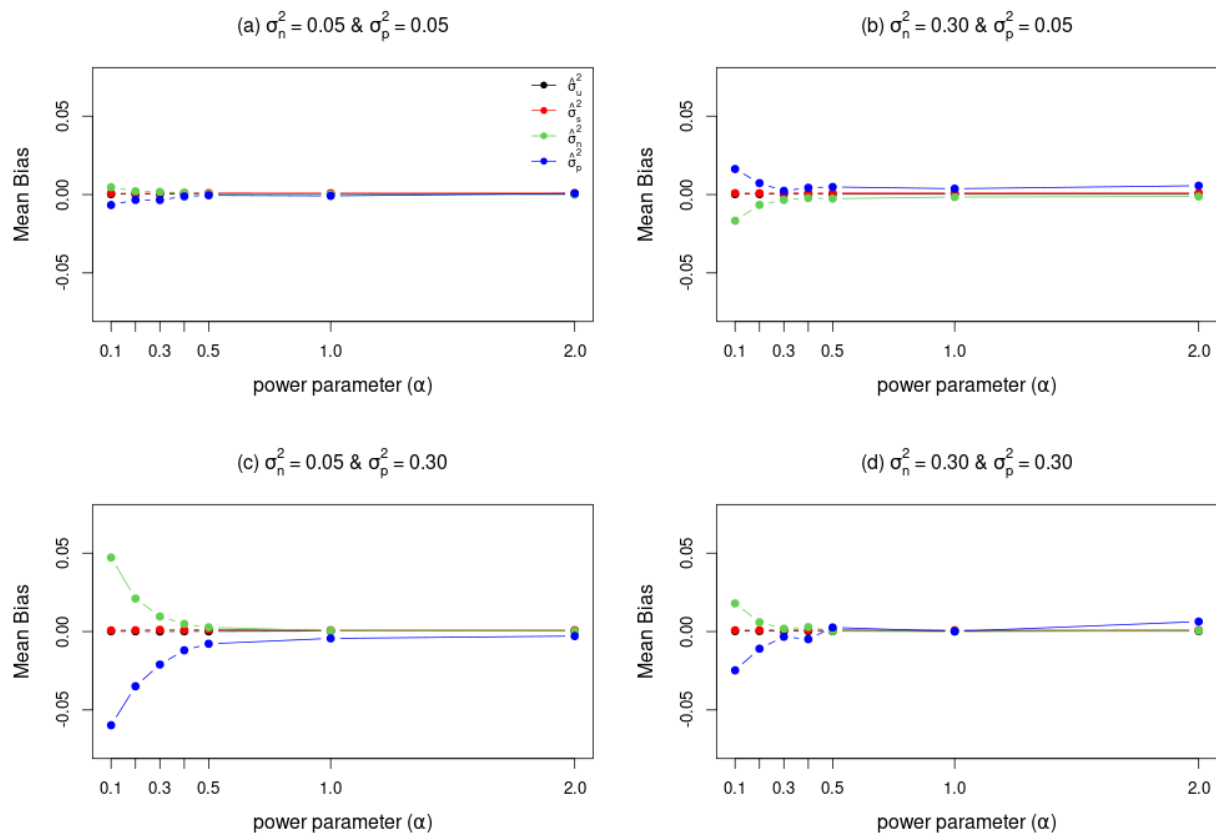 (a) σ²ₙ = 0.05 & σ²ₚ = 0.05
Mean Bias
0.05
0.00
-0.05
σ̂²ᵤ
σ̂²ₛ
σ̂²ₙ
σ̂²ₚ
0.1 0.3 0.5 1.0 2.0
power parameter (α)
(b) σ²ₙ = 0.30 & σ²ₚ = 0.05
Mean Bias
0.05
0.00
-0.05
0.1 0.3 0.5 1.0 2.0
power parameter (α)
(c) σ²ₙ = 0.05 & σ²ₚ = 0.30
Mean Bias
0.05
0.00
-0.05
0.1 0.3 0.5 1.0 2.0
power parameter (α)
(d) σ²ₙ = 0.30 & σ²ₚ = 0.30
Mean Bias
0.05
0.00
-0.05
0.1 0.3 0.5 1.0 2.0
power parameter (α)